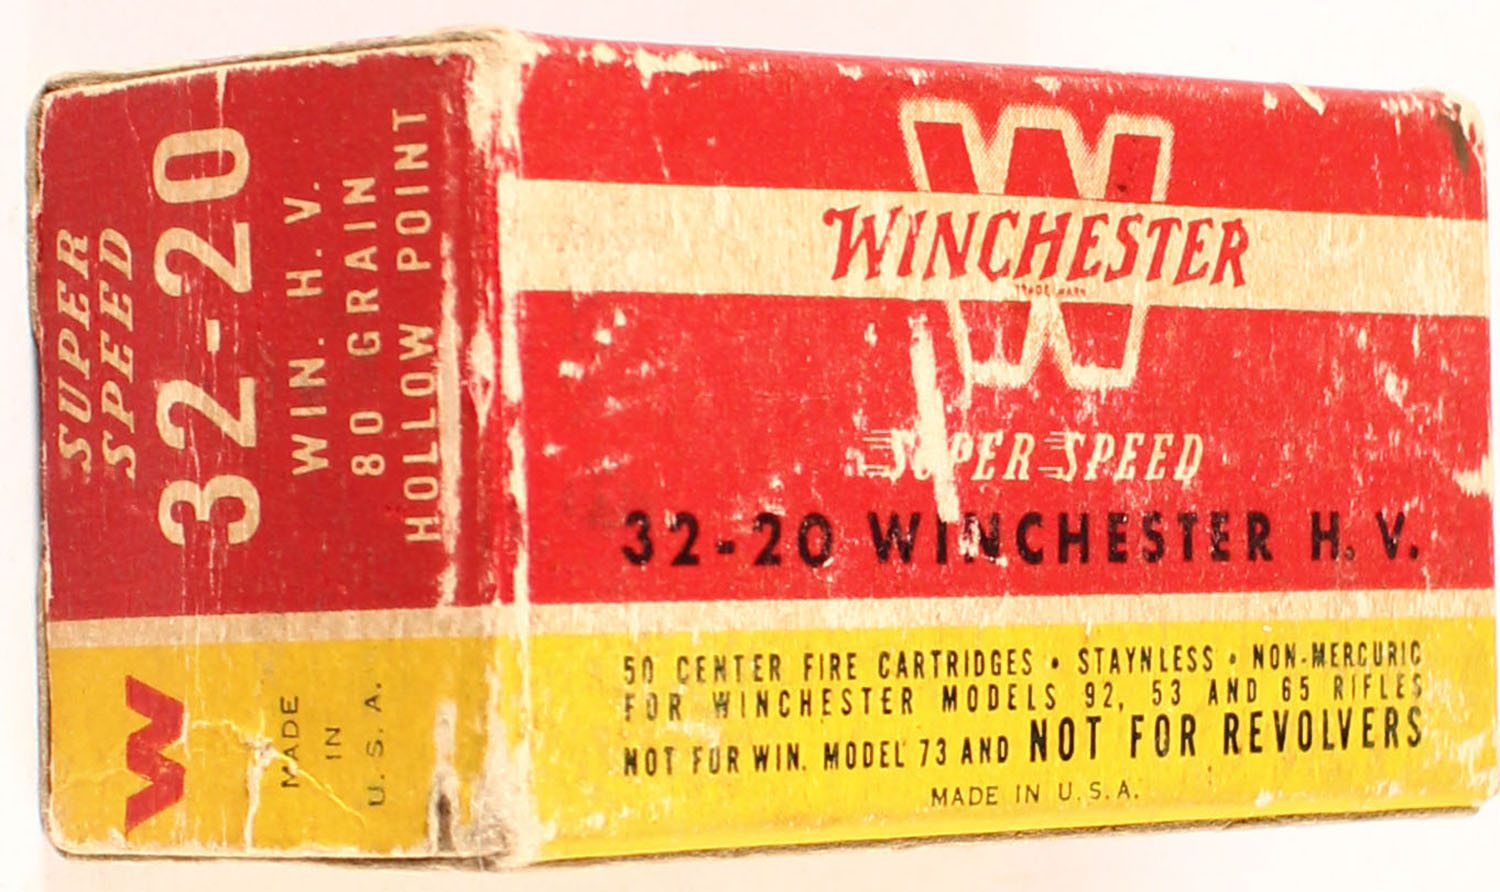 SUPER
SPEED
32-20
WIN. H. V.
80 GRAIN
HOLLOW POINT
W
MADE
IN
U.S.A.
W
WINCHESTER
TRADE MARK
SUPER SPEED
32-20 WINCHESTER H. V.
50 CENTER FIRE CARTRIDGES • STAYNLESS • NON-MERCURIC
FOR WINCHESTER MODELS 92, 53 AND 65 RIFLES
NOT FOR WIN. MODEL 73 AND NOT FOR REVOLVERS
MADE IN U.S.A.